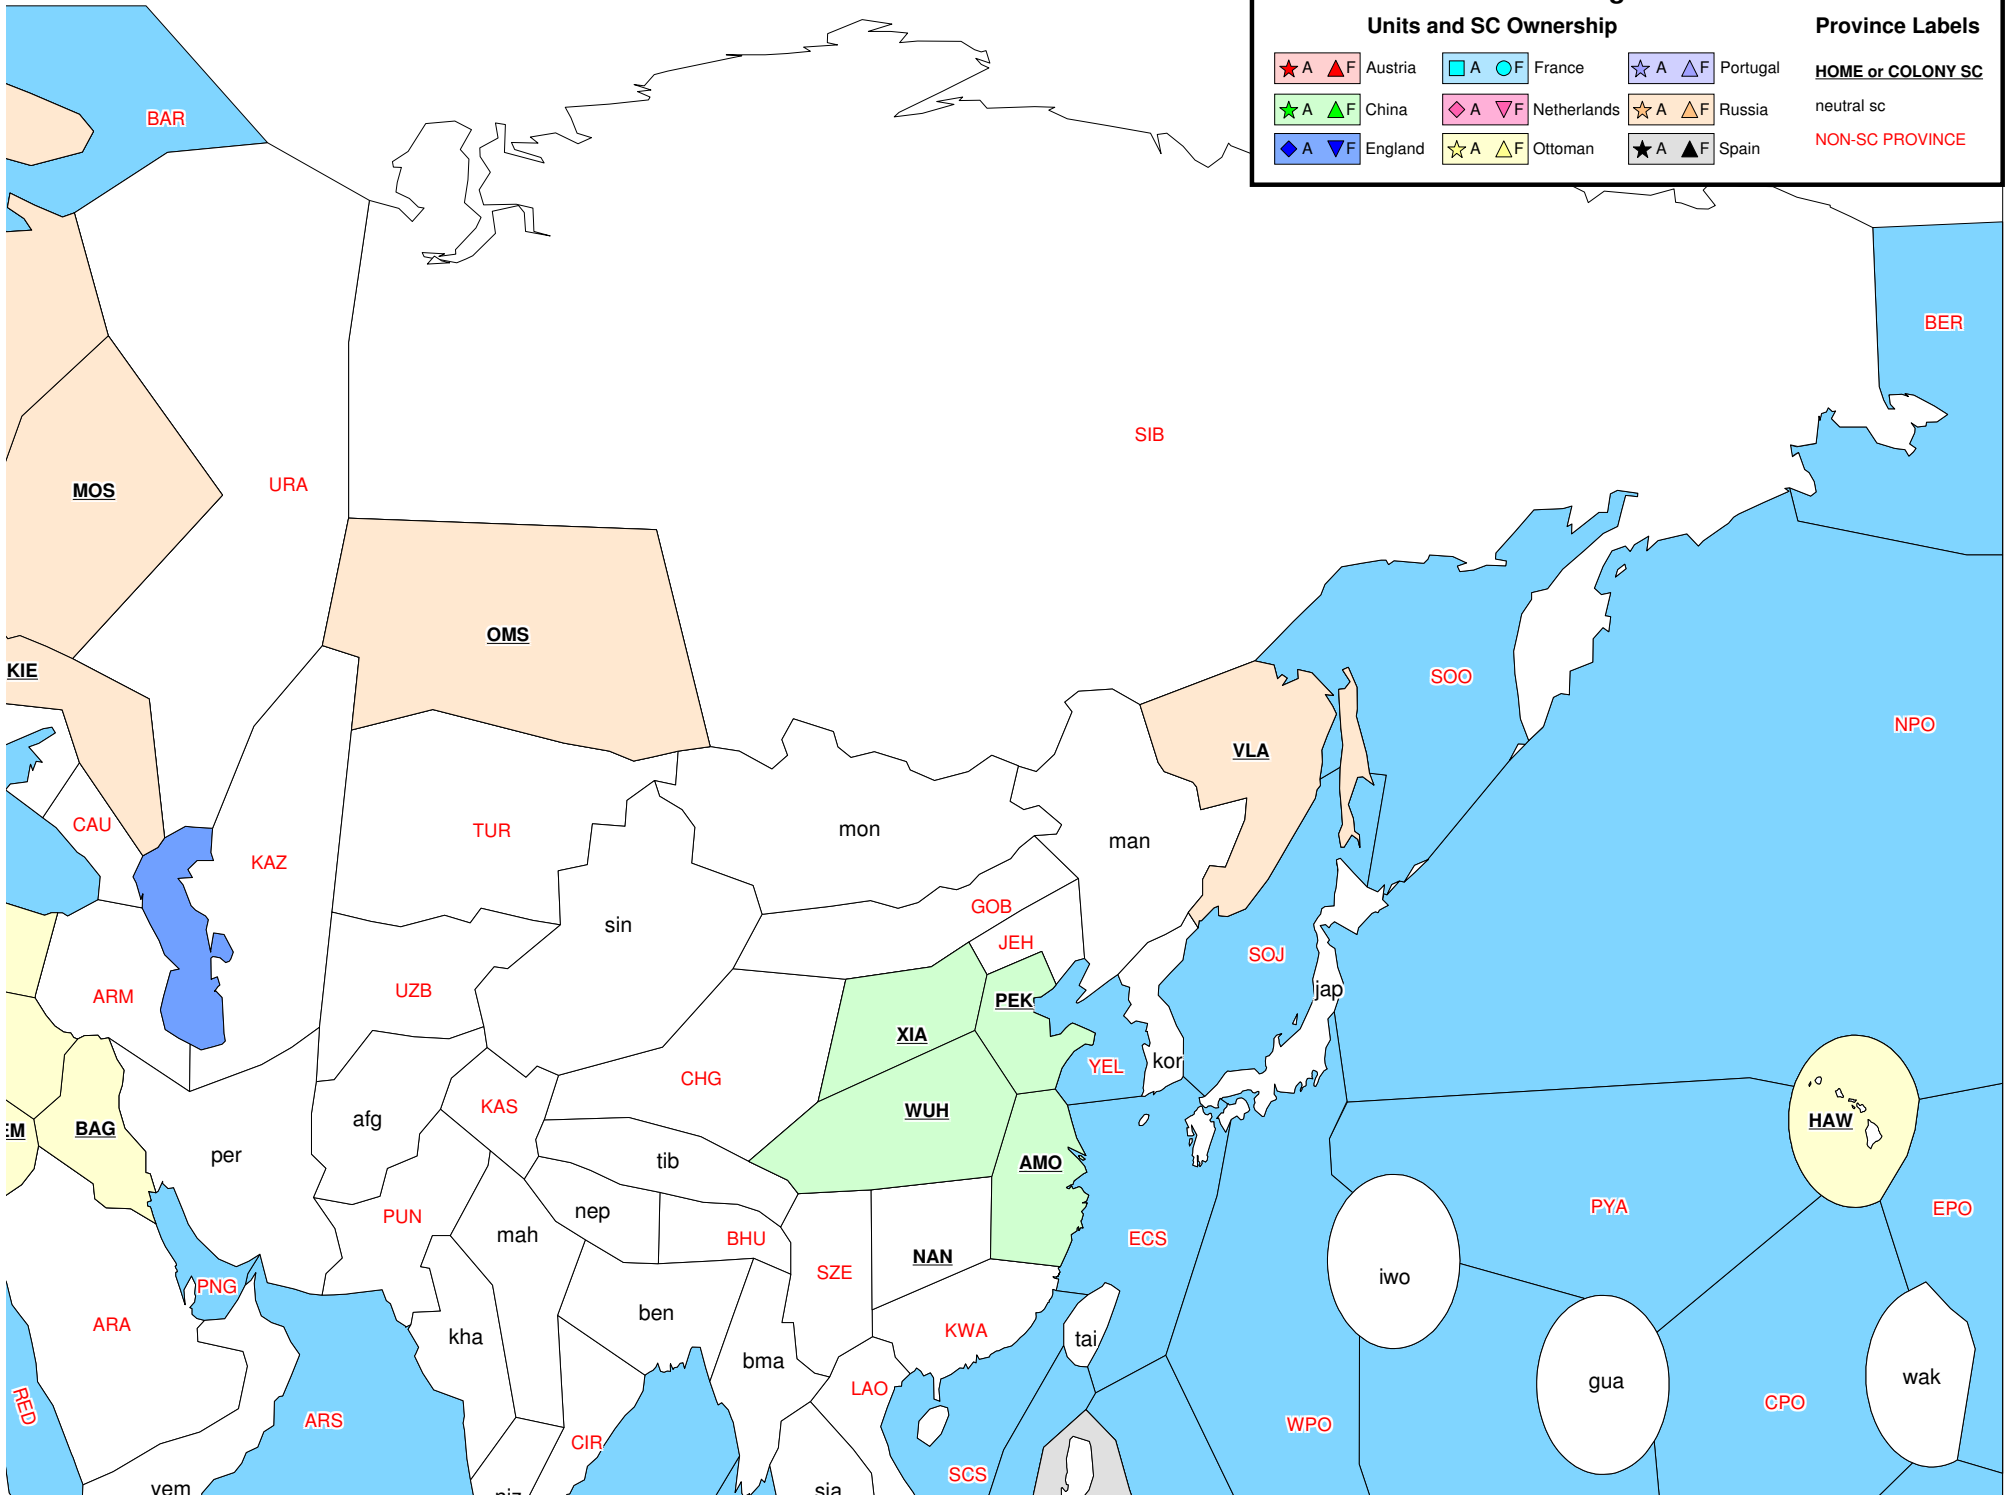 Units and SC Ownership
Province Labels
A F Austria
A F France
A F Portugal
HOME or COLONY SC
A F China
A F Netherlands
A F Russia
neutral sc
A F England
A F Ottoman
A F Spain
NON-SC PROVINCE
BAR
BER
SIB
URA
MOS
OMS
KIE
SOO
NPO
VLA
CAU
TUR
mon
man
KAZ
GOB
sin
JEH
SOJ
jap
UZB
ARM
PEK
XIA
kor
YEL
CHG
KAS
WUH
afg
HAW
BAG
EM
per
tib
AMO
PYA
EPO
nep
PUN
mah
BHU
ECS
NAN
SZE
iwo
PNG
ben
ARA
kha
KWA
tai
bma
wak
gua
LAO
CPO
RED
ARS
WPO
CIR
SCS